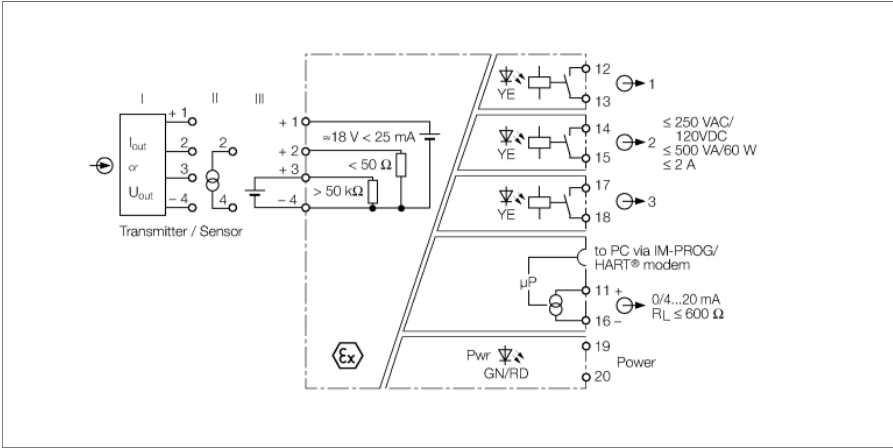 I II III
+ 1
2
3
– 4
Iout
or
Uout
Transmitter / Sensor
2
4
+ 1
+ 2
+ 3
– 4
≈18 V < 25 mA
< 50 Ω
> 50 kΩ
Ex
YE
12
13
1
YE
14
15
2
≤ 250 VAC/
120VDC
≤ 500 VA/60 W
≤ 2 A
YE
17
18
3
to PC via IM-PROG/
HART® modem
µP
11 +
16 –
0/4...20 mA
RL ≤ 600 Ω
Pwr
GN/RD
19
20
Power